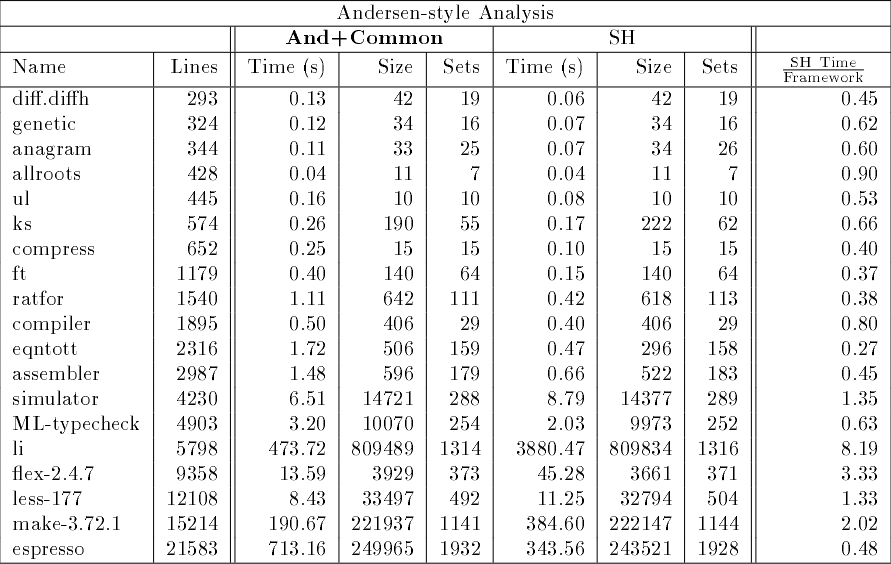 Andersen-style Analysis
And+Common SH
Name Lines Time (s) Size Sets Time (s) Size Sets SH Time
Framework
diff.diffh 293 0.13 42 19 0.06 42 19 0.45
genetic 324 0.12 34 16 0.07 34 16 0.62
anagram 344 0.11 33 25 0.07 34 26 0.60
allroots 428 0.04 11 7 0.04 11 7 0.90
ul 445 0.16 10 10 0.08 10 10 0.53
ks 574 0.26 190 55 0.17 222 62 0.66
compress 652 0.25 15 15 0.10 15 15 0.40
ft 1179 0.40 140 64 0.15 140 64 0.37
ratfor 1540 1.11 642 111 0.42 618 113 0.38
compiler 1895 0.50 406 29 0.40 406 29 0.80
eqntott 2316 1.72 506 159 0.47 296 158 0.27
assembler 2987 1.48 596 179 0.66 522 183 0.45
simulator 4230 6.51 14721 288 8.79 14377 289 1.35
ML-typecheck 4903 3.20 10070 254 2.03 9973 252 0.63
li 5798 473.72 809489 1314 3880.47 809834 1316 8.19
flex-2.4.7 9358 13.59 3929 373 45.28 3661 371 3.33
less-177 12108 8.43 33497 492 11.25 32794 504 1.33
make-3.72.1 15214 190.67 221937 1141 384.60 222147 1144 2.02
espresso 21583 713.16 249965 1932 343.56 243521 1928 0.48